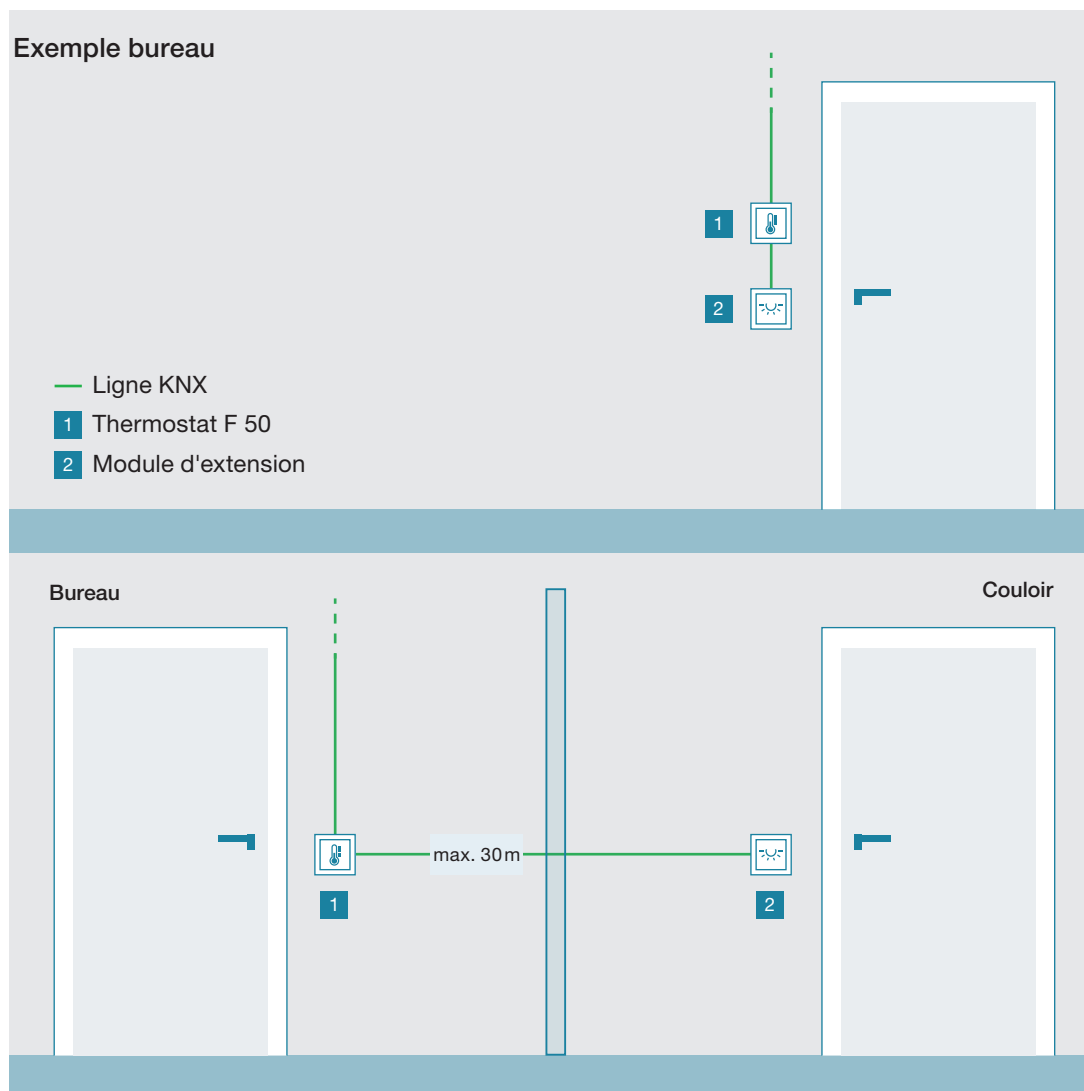 Exemple bureau
1
2
Ligne KNX
1 Thermostat F 50
2 Module d'extension
Bureau
Couloir
max. 30 m
1
2